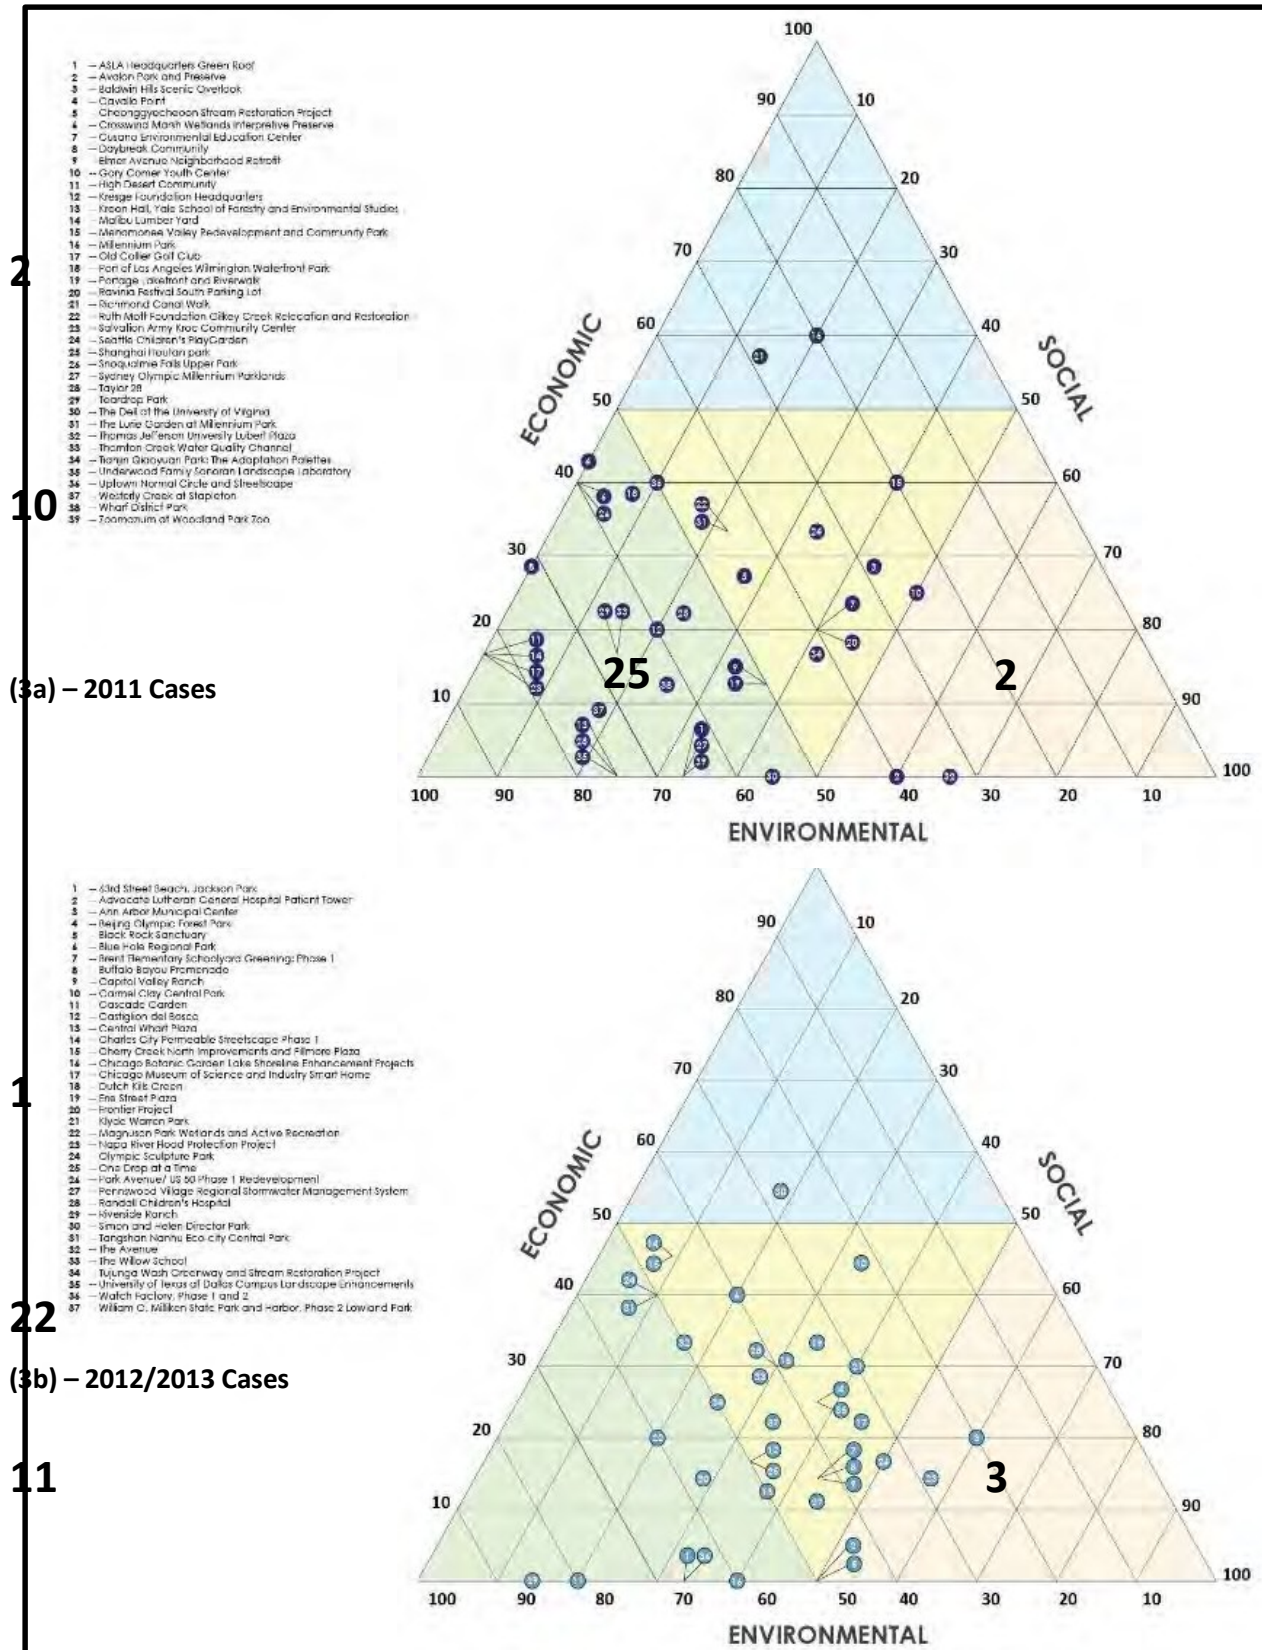 1 – ASLA Headquarters Green Roof
2 – Avalon Park and Preserve
3 – Baldwin Hills Scenic Overlook
4 – Cavallo Point
5 Cheonggyecheon Stream Restoration Project
6 – Crosswind Marsh Wetlands Interpretive Preserve
7 – Cusano Environmental Education Center
8 – Daybreak Community
9 Elmer Avenue Neighborhood Retrofit
10 – Gary Comer Youth Center
11 – High Desert Community
12 – Kresge Foundation Headquarters
13 Kroon Hall, Yale School of Forestry and Environmental Studies
14 Malibu Lumber Yard
15 – Menomonee Valley Redevelopment and Community Park
16 – Millennium Park
17 – Old Collier Golf Club
18 – Port of Los Angeles Wilmington Waterfront Park
19 – Portage Lakefront and Riverwalk
20 – Ravinia Festival South Parking Lot
21 – Richmond Canal Walk
22 – Ruth Mott Foundation Gilkey Creek Relocation and Restoration
23 – Salvation Army Kroc Community Center
24 – Seattle Children's PlayGarden
25 – Shanghai Houtan park
26 – Snoqualmie Falls Upper Park
27 – Sydney Olympic Millennium Parklands
28 – Taylor 28
29 Teardrop Park
30 – The Dell at the University of Virginia
31 – The Lurie Garden at Millennium Park
32 – Thomas Jefferson University Lubert Plaza
33 – Thornton Creek Water Quality Channel
34 – Tianjin Qiaoyuan Park: The Adaptation Palettes
35 – Underwood Family Sonoran Landscape Laboratory
36 – Uptown Normal Circle and Streetscape
37 Westerly Creek at Stapleton
38 – Wharf District Park
39 – Zoomazium at Woodland Park Zoo
2
10
(3a) – 2011 Cases
100
90 10
80 20
70 30
60 40
50 50
40 60
30 70
20 80
10 90
ECONOMIC
SOCIAL
25
2
100 90 80 70 60 50 40 30 20 10 100
ENVIRONMENTAL
1 – 63rd Street Beach, Jackson Park
2 – Advocate Lutheran General Hospital Patient Tower
3 – Ann Arbor Municipal Center
4 – Beijing Olympic Forest Park
5 Black Rock Sanctuary
6 – Blue Hole Regional Park
7 – Brent Elementary Schoolyard Greening: Phase 1
8 Buffalo Bayou Promenade
9 – Capitol Valley Ranch
10 – Carmel Clay Central Park
11 Cascade Garden
12 – Castiglion del Bosco
13 – Central Wharf Plaza
14 – Charles City Permeable Streetscape Phase 1
15 – Cherry Creek North Improvements and Fillmore Plaza
16 – Chicago Botanic Garden Lake Shoreline Enhancement Projects
17 – Chicago Museum of Science and Industry Smart Home
18 Dutch Kills Green
19 – Erie Street Plaza
20 – Frontier Project
21 Klyde Warren Park
22 – Magnuson Park Wetlands and Active Recreation
23 – Napa River Flood Protection Project
24 Olympic Sculpture Park
25 – One Drop at a Time
26 – Park Avenue/ US 50 Phase 1 Redevelopment
27 – Pennswood Village Regional Stormwater Management System
28 – Randall Children's Hospital
29 – Riverside Ranch
30 – Simon and Helen Director Park
31 – Tangshan Nanhu Eco-city Central Park
32 – The Avenue
33 – The Willow School
34 Tujunga Wash Greenway and Stream Restoration Project
35 – University of Texas at Dallas Campus Landscape Enhancements
36 – Watch Factory, Phase 1 and 2
37 William G. Milliken State Park and Harbor, Phase 2 Lowland Park
1
22
(3b) – 2012/2013 Cases
11
90 10
80 20
70 30
60 40
50 50
40 60
30 70
20 80
10 90
ECONOMIC
SOCIAL
3
100 90 80 70 60 50 40 30 20 10 100
ENVIRONMENTAL